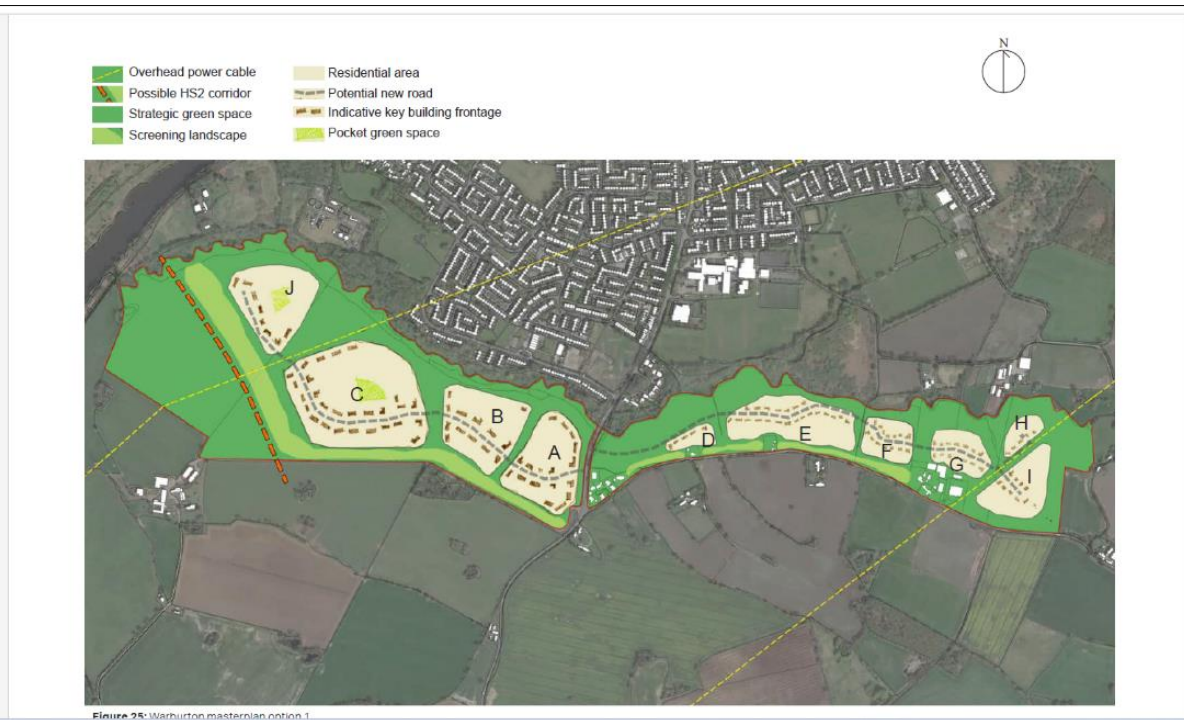 N
Overhead power cable
Residential area
Possible HS2 corridor
Potential new road
Strategic green space
Indicative key building frontage
Screening landscape
Pocket green space
J
C
B
A
D
E
F
G
H
I
Figure 25: Warburton masterplan option 1